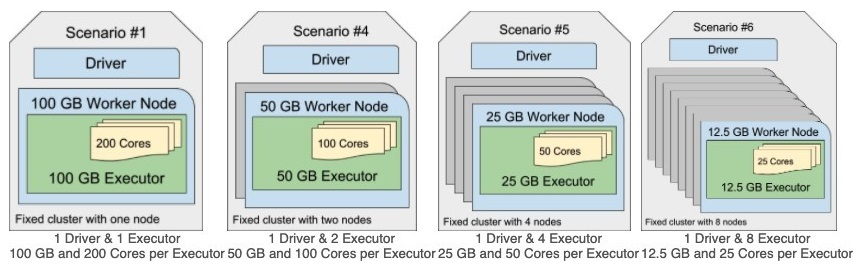 Scenario #1
Driver
100 GB Worker Node
200 Cores
100 GB Executor
Fixed cluster with one node
1 Driver & 1 Executor
100 GB and 200 Cores per Executor
Scenario #4
Driver
50 GB Worker Node
100 Cores
50 GB Executor
Fixed cluster with two nodes
1 Driver & 2 Executor
50 GB and 100 Cores per Executor
Scenario #5
Driver
25 GB Worker Node
50 Cores
25 GB Executor
Fixed cluster with 4 nodes
1 Driver & 4 Executor
25 GB and 50 Cores per Executor
Scenario #6
Driver
12.5 GB Worker Node
25 Cores
12.5 GB Executor
Fixed cluster with 8 nodes
1 Driver & 8 Executor
12.5 GB and 25 Cores per Executor